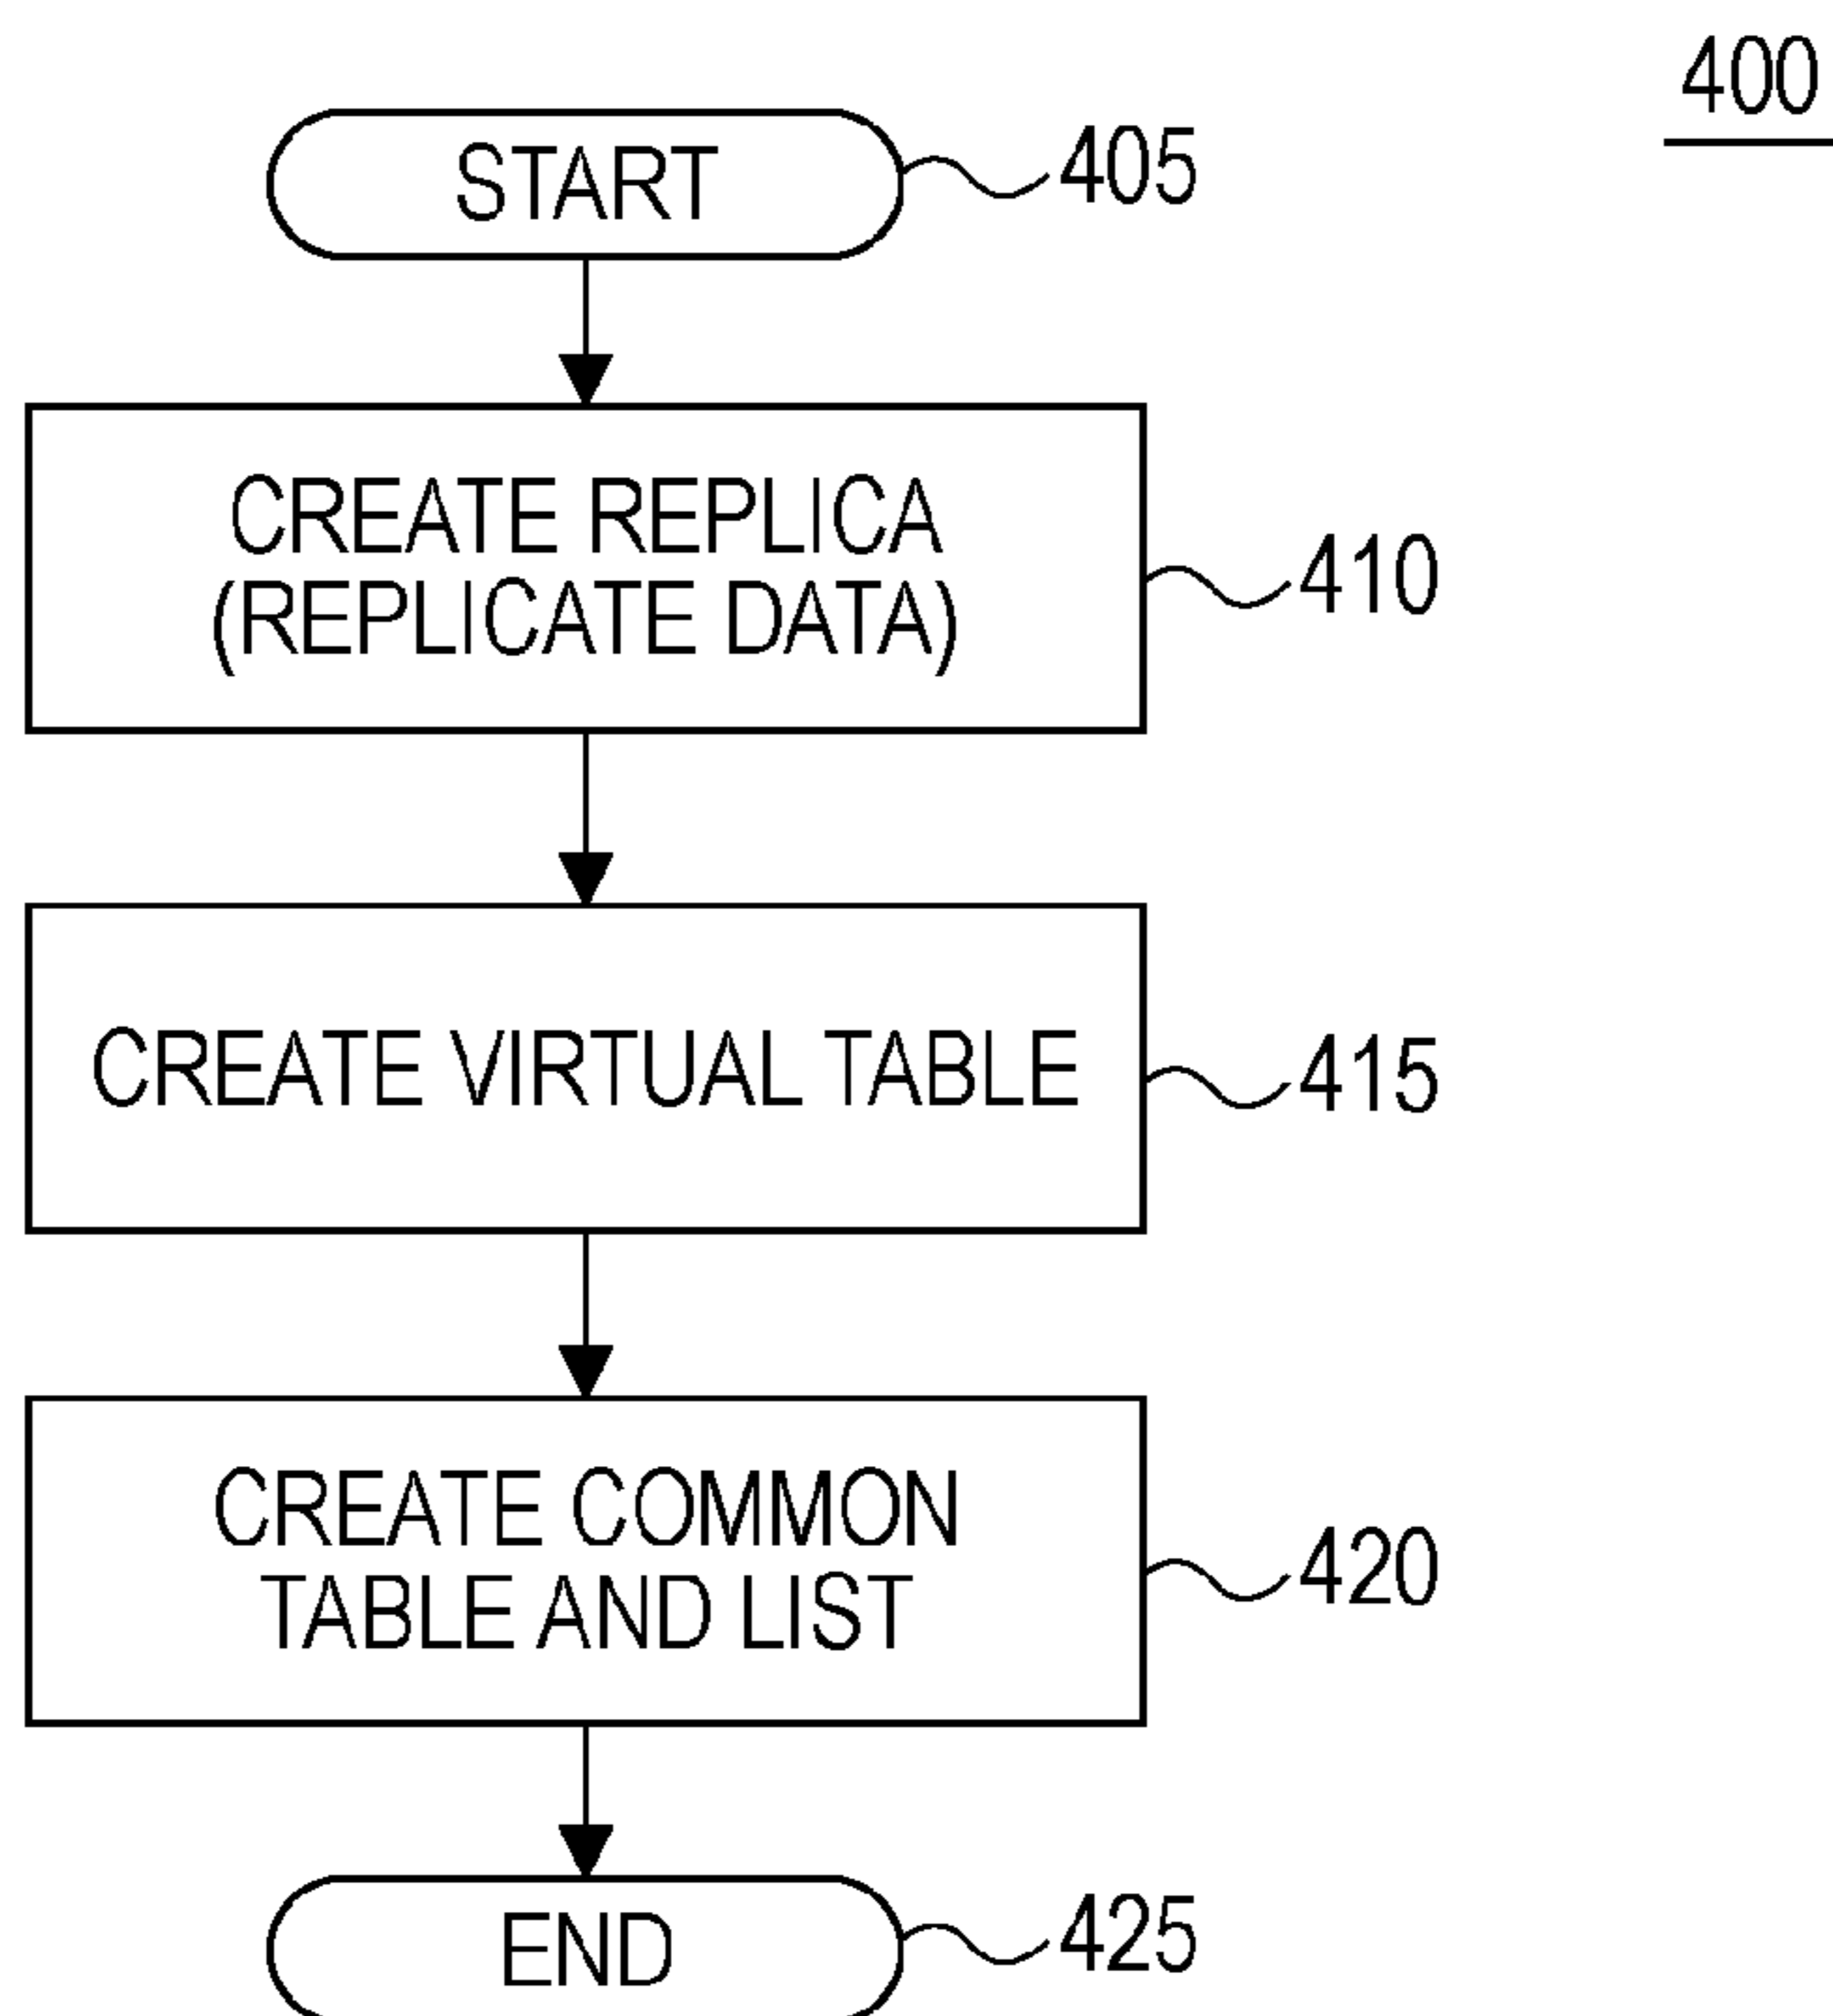 400
START
405
CREATE REPLICA
(REPLICATE DATA)
410
CREATE VIRTUAL TABLE
415
CREATE COMMON
TABLE AND LIST
420
END
425